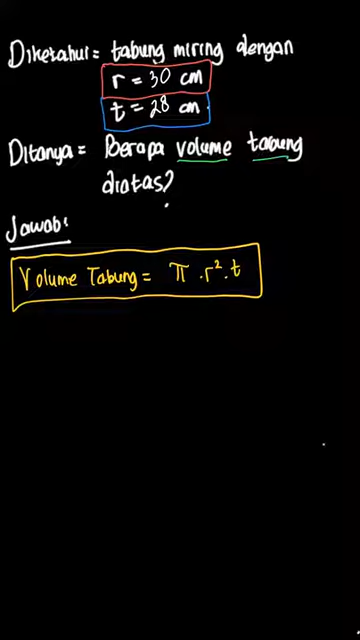 Diketahui = tabung miring dengan
r = 30 cm
t = 28 cm.
Ditanya = Berapa volume tabung
diatas?
Jawab:
Volume Tabung = π . r² . t